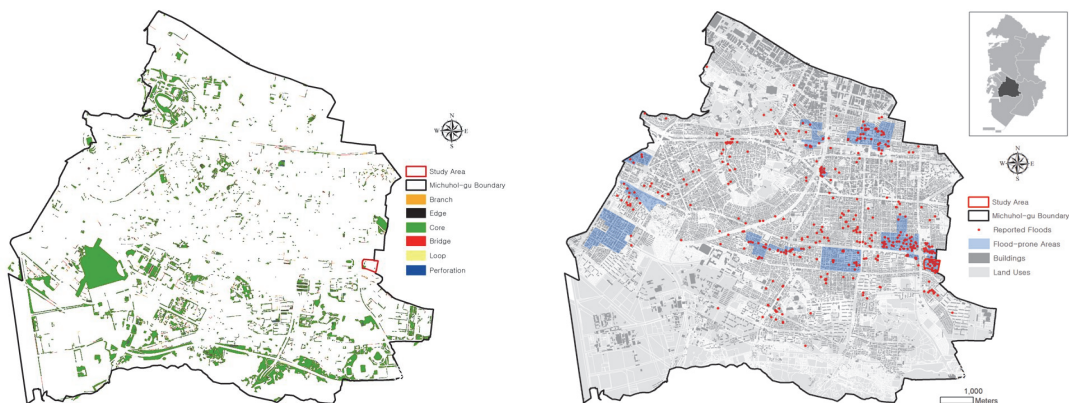 N
W
E
S
Study Area
Michuhol-gu Boundary
Branch
Edge
Core
Bridge
Loop
Perforation
N
W
E
S
Study Area
Michuhol-gu Boundary
Reported Floods
Flood-prone Areas
Buildings
Land Uses
1,000
Meters